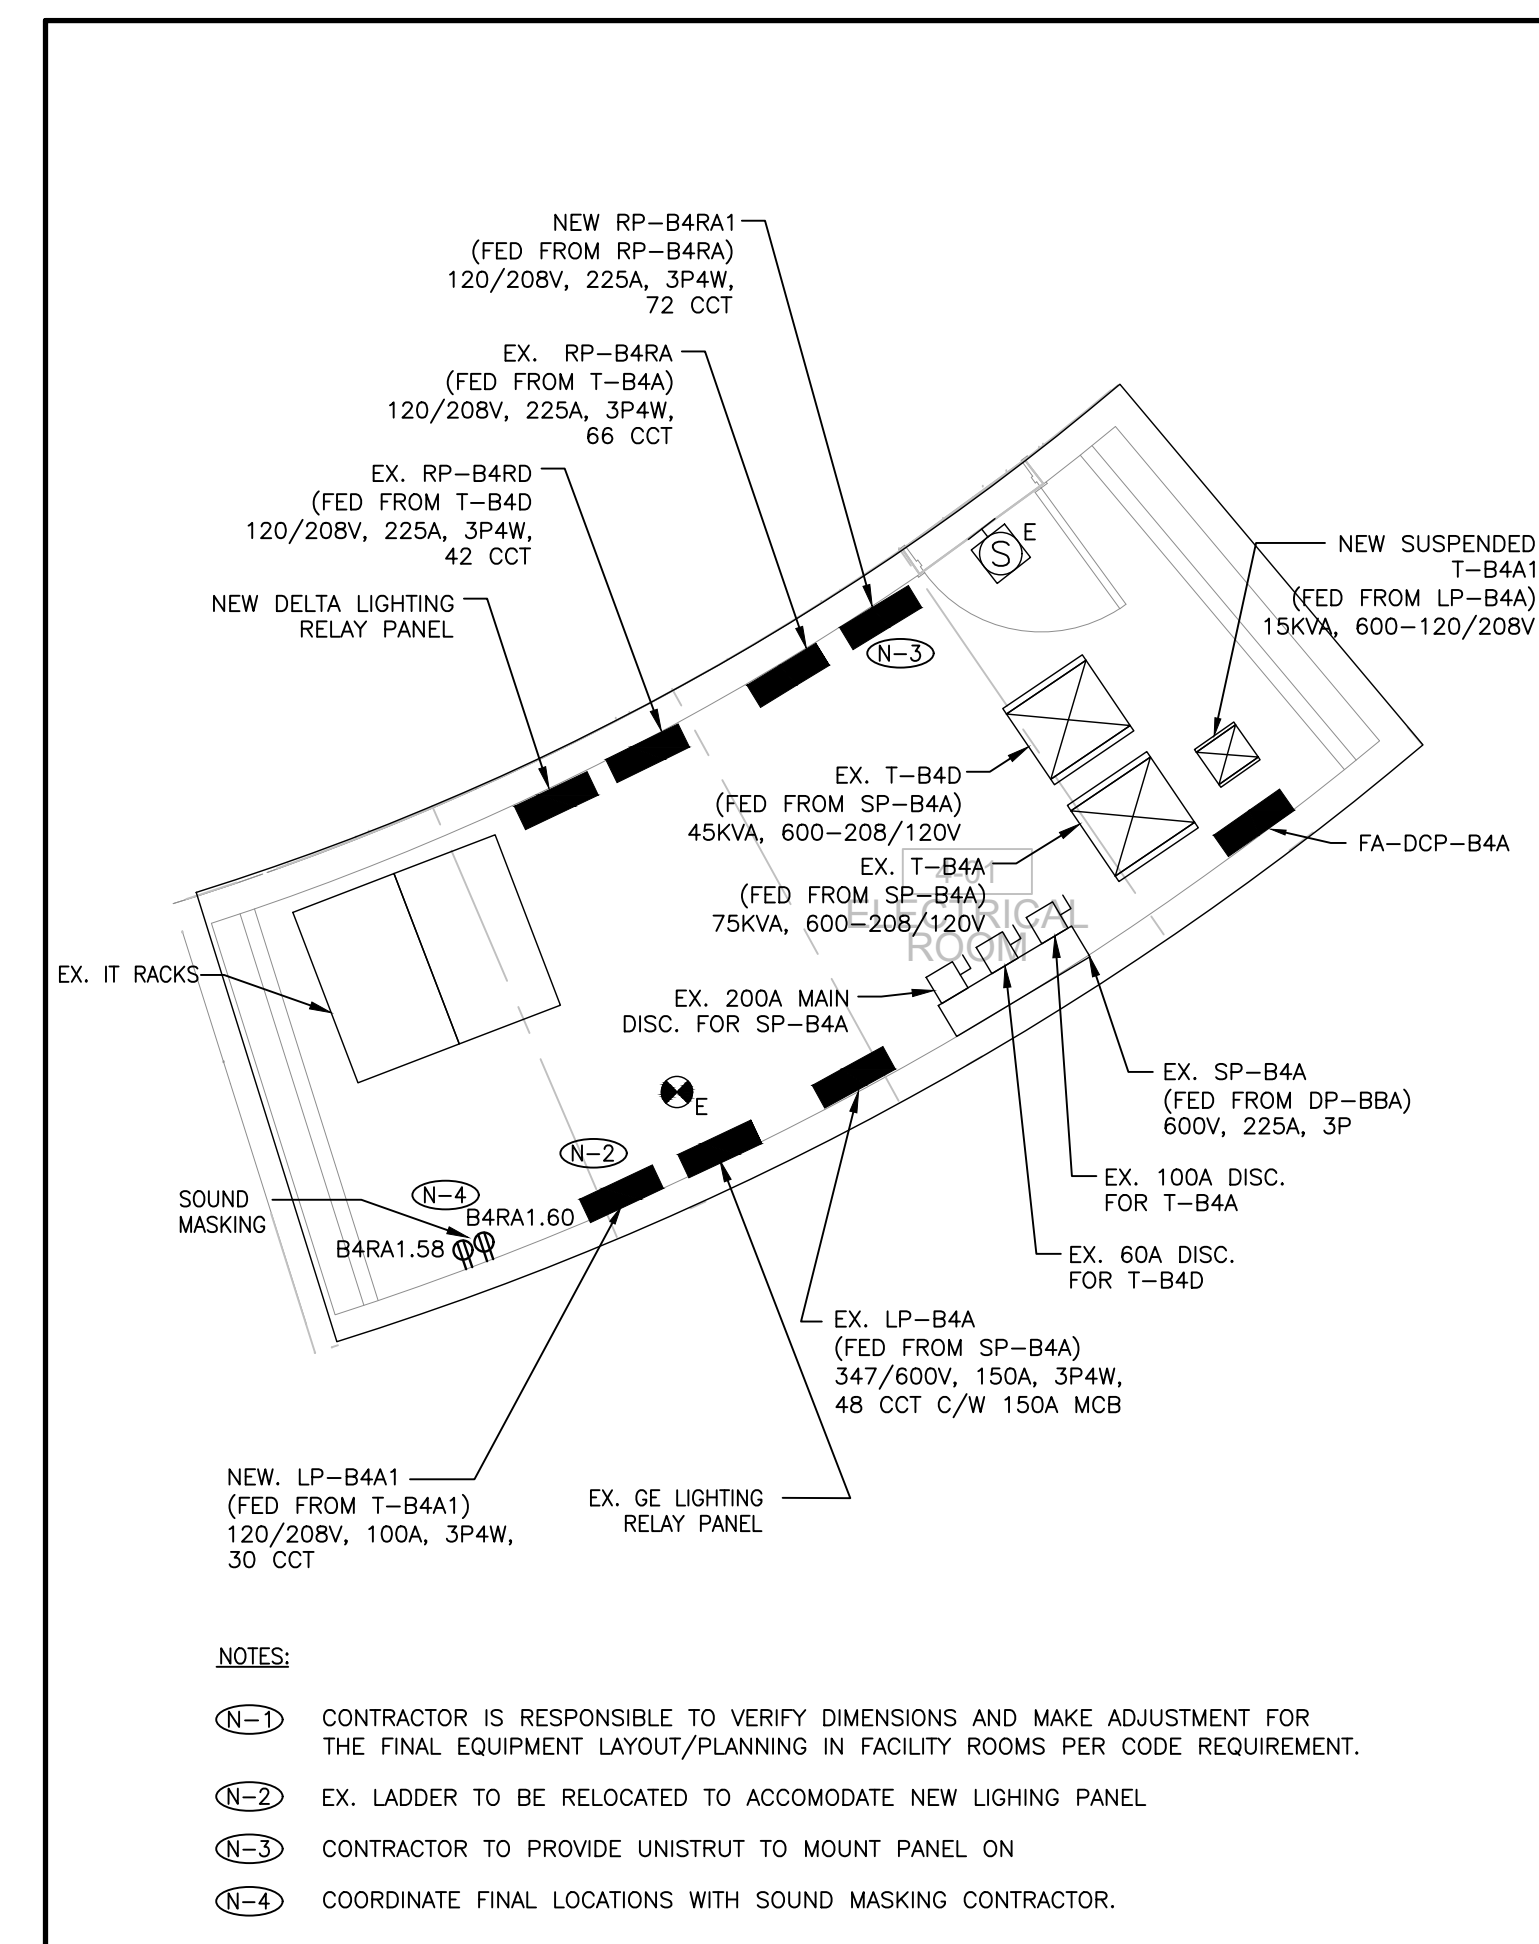 NEW RP-B4RA1
(FED FROM RP-B4RA)
120/208V, 225A, 3P4W,
72 CCT
EX. RP-B4RA
(FED FROM T-B4A)
120/208V, 225A, 3P4W,
66 CCT
EX. RP-B4RD
(FED FROM T-B4D
120/208V, 225A, 3P4W,
42 CCT
NEW DELTA LIGHTING
RELAY PANEL
S
E
NEW SUSPENDED
T-B4A1
(FED FROM LP-B4A)
15KVA, 600-120/208V
N-3
EX. T-B4D
(FED FROM SP-B4A)
45KVA, 600-208/120V
FA-DCP-B4A
EX. T-B4A
(FED FROM SP-B4A)
75KVA, 600-208/120V
4-01
ELECTRICAL
ROOM
EX. IT RACKS
EX. 200A MAIN
DISC. FOR SP-B4A
EX. SP-B4A
(FED FROM DP-BBA)
600V, 225A, 3P
E
N-2
EX. 100A DISC.
FOR T-B4A
SOUND
MASKING
N-4
B4RA1.60
B4RA1.58
EX. 60A DISC.
FOR T-B4D
EX. LP-B4A
(FED FROM SP-B4A)
347/600V, 150A, 3P4W,
48 CCT C/W 150A MCB
NEW. LP-B4A1
(FED FROM T-B4A1)
120/208V, 100A, 3P4W,
30 CCT
EX. GE LIGHTING
RELAY PANEL
NOTES:
N-1 CONTRACTOR IS RESPONSIBLE TO VERIFY DIMENSIONS AND MAKE ADJUSTMENT FOR
THE FINAL EQUIPMENT LAYOUT/PLANNING IN FACILITY ROOMS PER CODE REQUIREMENT.
N-2 EX. LADDER TO BE RELOCATED TO ACCOMODATE NEW LIGHING PANEL
N-3 CONTRACTOR TO PROVIDE UNISTRUT TO MOUNT PANEL ON
N-4 COORDINATE FINAL LOCATIONS WITH SOUND MASKING CONTRACTOR.